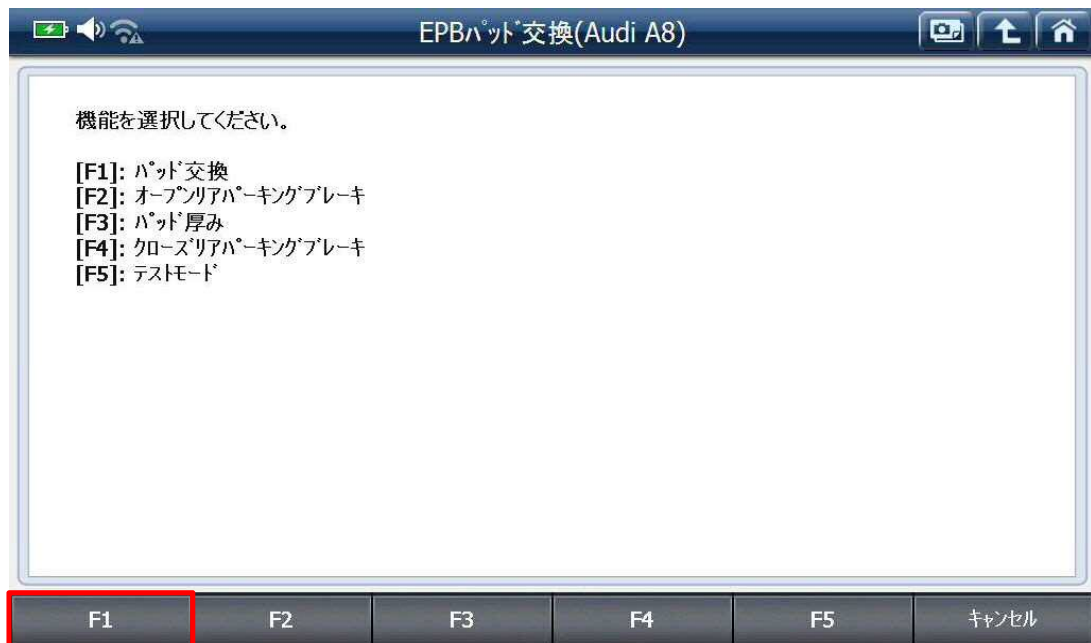 EPBﾊﾟｯﾄﾞ交換(Audi A8)
機能を選択してください。
[F1]: ﾊﾟｯﾄﾞ交換
[F2]: ｵｰﾌﾟﾝﾘｱﾊﾟｰｷﾝｸﾞﾌﾞﾚｰｷ
[F3]: ﾊﾟｯﾄﾞ厚み
[F4]: ｸﾛｰｽﾞﾘｱﾊﾟｰｷﾝｸﾞﾌﾞﾚｰｷ
[F5]: ﾃｽﾄﾓｰﾄﾞ
F1 F2 F3 F4 F5 ｷｬﾝｾﾙ